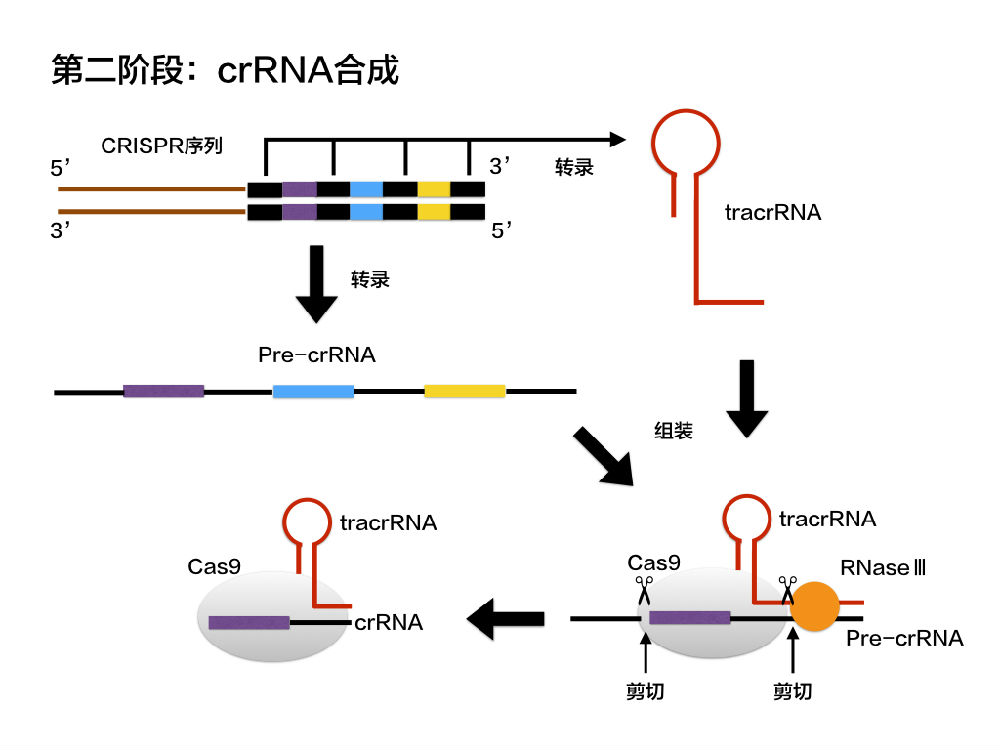 第二阶段：crRNA合成
CRISPR序列
5’
3’
3’
5’
转录
tracrRNA
转录
Pre-crRNA
组装
tracrRNA
Cas9
crRNA
tracrRNA
Cas9
RNaseⅢ
Pre-crRNA
剪切
剪切